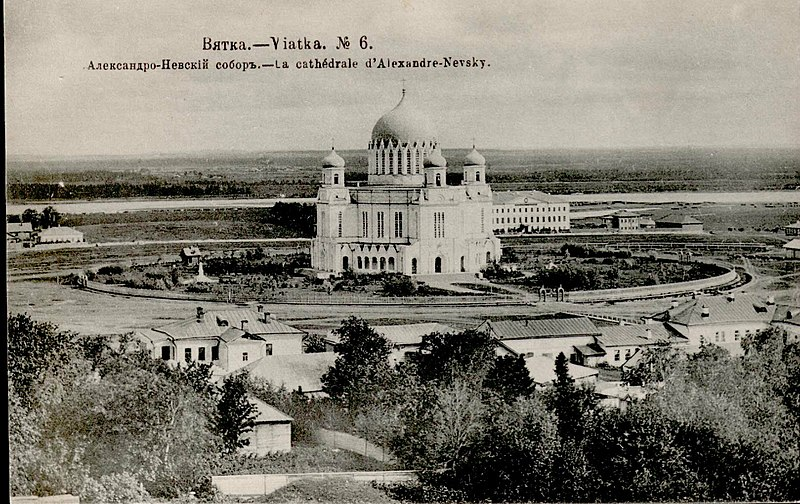 Вятка.—Viatka. № 6.
Александро-Невскій соборъ.—La cathédrale d'Alexandre-Nevsky.